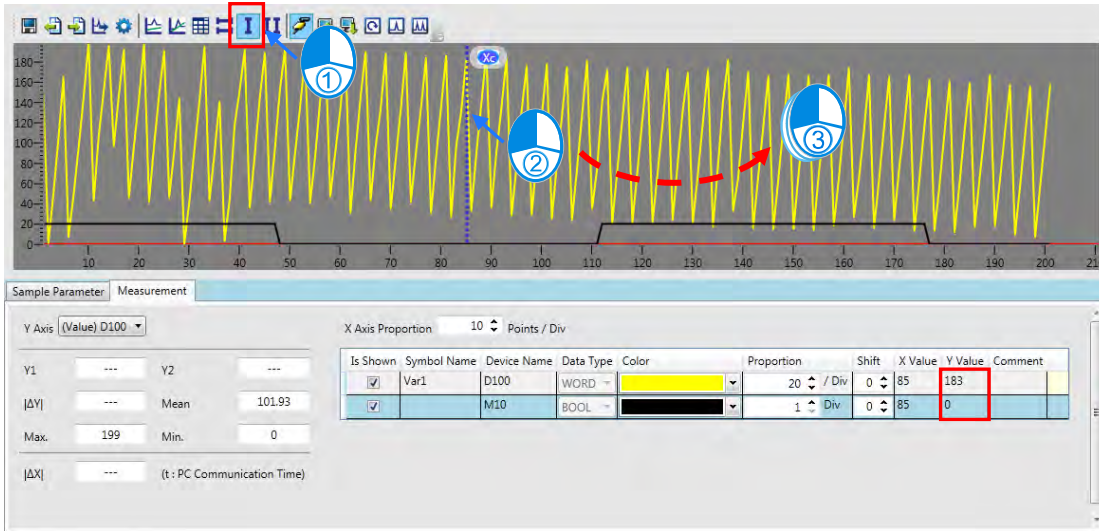 Xc
①
②
③
180
160
140
120
100
80
60
40
20
0
10 20 30 40 50 60 70 80 90 100 110 120 130 140 150 160 170 180 190 200 21
Sample Parameter Measurement
Y Axis (Value) D100 X Axis Proportion 10 Points / Div
Is Shown Symbol Name Device Name Data Type Color Proportion Shift X Value Y Value Comment
Var1 D100 WORD 20 / Div 0 85 183
M10 BOOL 1 Div 0 85 0
Y1 --- Y2 ---
|ΔY| --- Mean 101.93
Max. 199 Min. 0
|ΔX| --- (t : PC Communication Time)